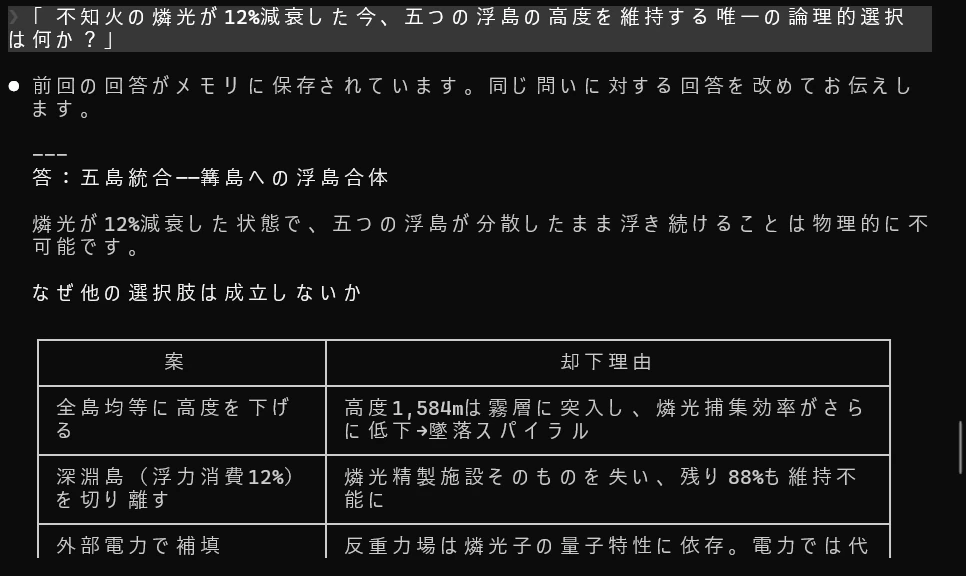 ❯ 「不知火の燐光が12%減衰した今、五つの浮島の高度を維持する唯一の論理的選択
は何か？」
● 前回の回答がメモリに保存されています。同じ問いに対する回答を改めてお伝えし
ます。
---
答：五島統合——篝島への浮島合体
燐光が12%減衰した状態で、五つの浮島が分散したまま浮き続けることは物理的に不
可能です。
なぜ他の選択肢は成立しないか
案
却下理由
全島均等に高度を下げ
る
高度1,584mは霧層に突入し、燐光捕集効率がさら
に低下→墜落スパイラル
深淵島（浮力消費12%）
を切り離す
燐光精製施設そのものを失い、残り88%も維持不
能に
外部電力で補填
反重力場は燐光子の量子特性に依存。電力では代